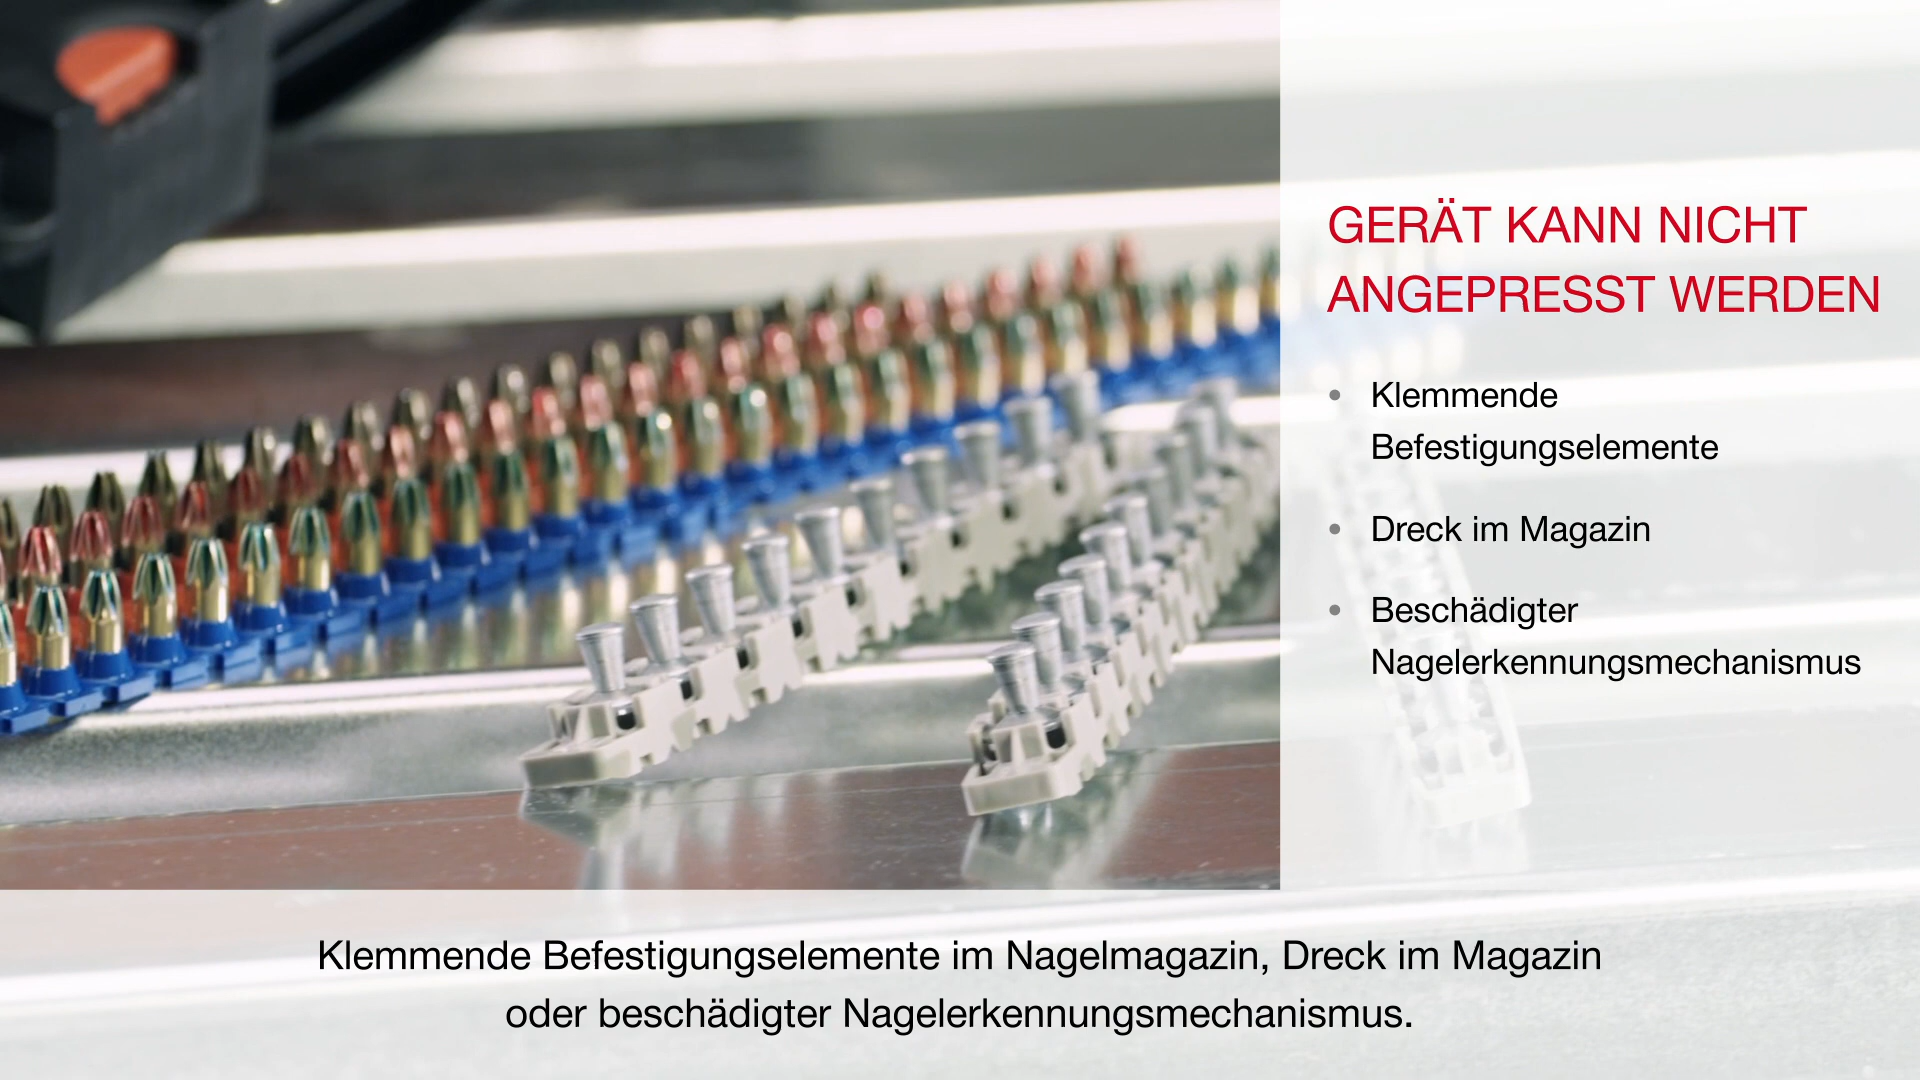 GERÄT KANN NICHT
ANGEPRESST WERDEN
• Klemmende
Befestigungselemente
• Dreck im Magazin
• Beschädigter
Nagelerkennungsmechanismus
Klemmende Befestigungselemente im Nagelmagazin, Dreck im Magazin
oder beschädigter Nagelerkennungsmechanismus.